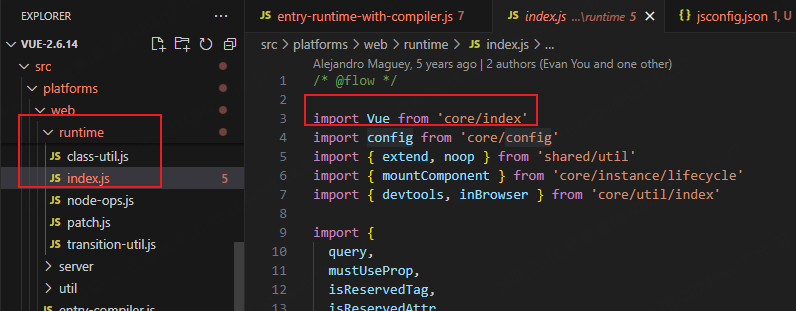 EXPLORER
VUE-2.6.14
src
platforms
web
runtime
JS class-util.js
JS index.js 5
JS node-ops.js
JS patch.js
JS transition-util.js
server
util
entry-compiler.js
JS entry-runtime-with-compiler.js 7
JS index.js ...\runtime 5
jsconfig.json 1, U
src > platforms > web > runtime > JS index.js > ...
Alejandro Maguey, 5 years ago | 2 authors (Evan You and one other)
1 /* @flow */
2
3 import Vue from 'core/index'
4 import config from 'core/config'
5 import { extend, noop } from 'shared/util'
6 import { mountComponent } from 'core/instance/lifecycle'
7 import { devtools, inBrowser } from 'core/util/index'
8
9 import {
10 query,
11 mustUseProp,
12 isReservedTag,
13 isReservedAttr